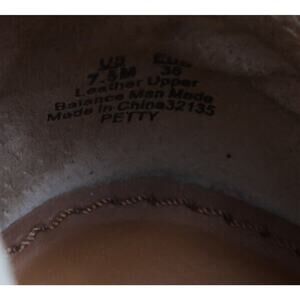 US EUR
7.5M 38
Leather Upper
Balance Man Made
Made in China32135
PETTY